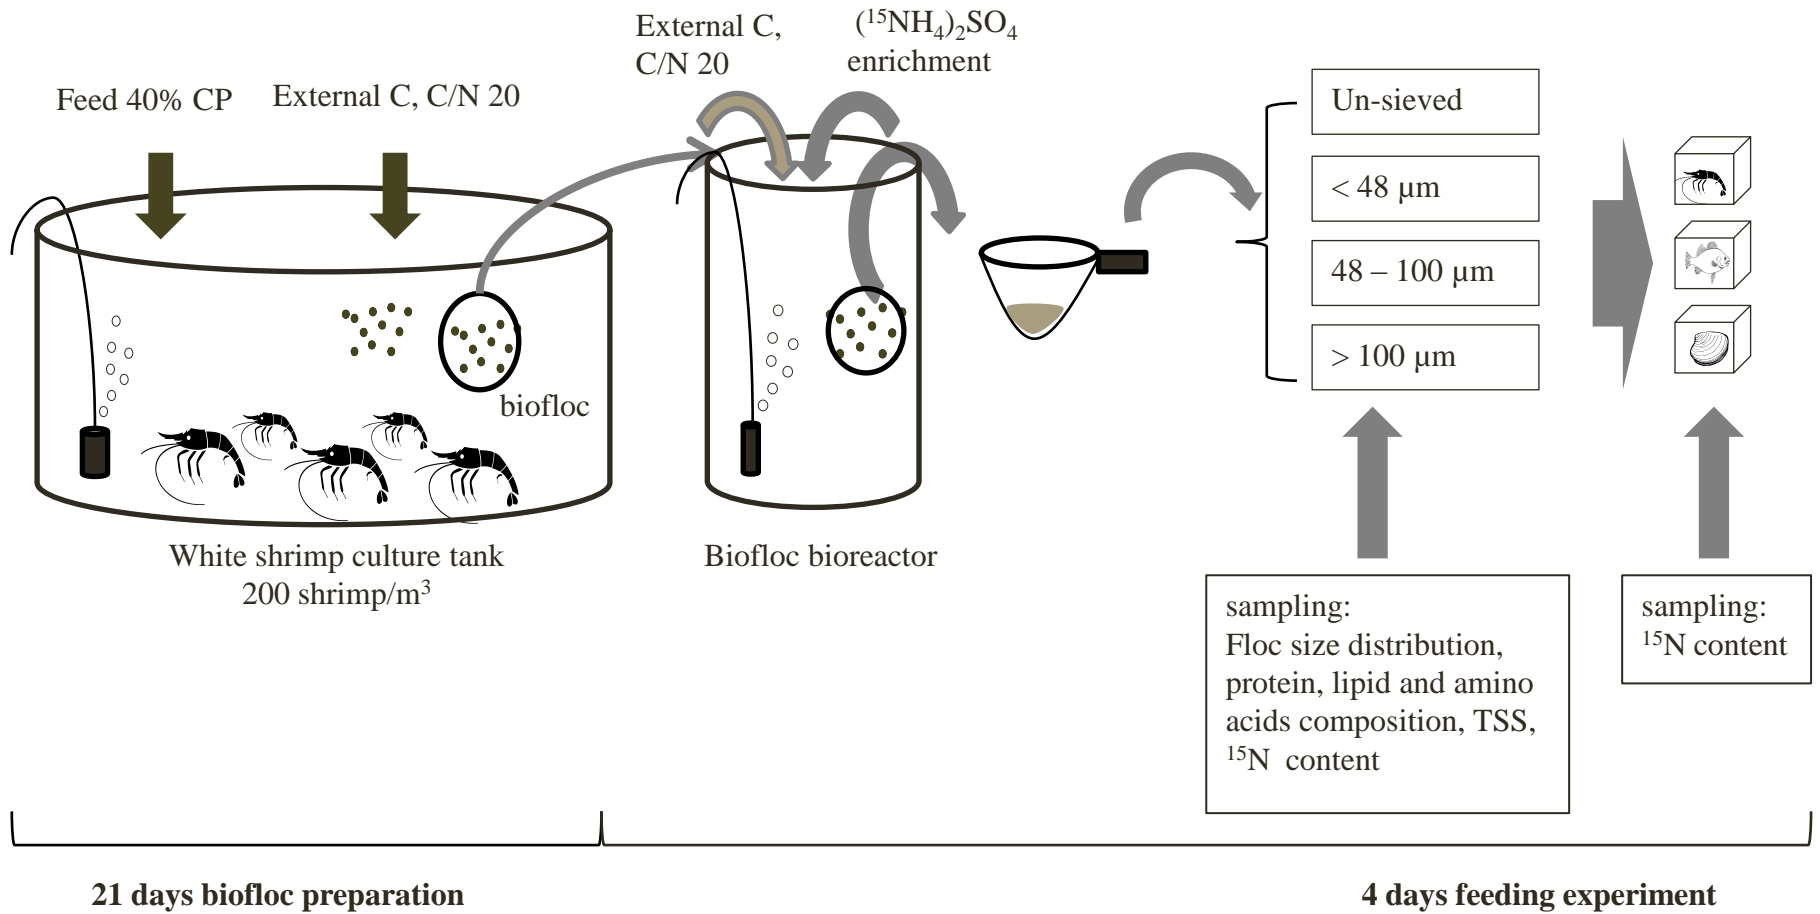 Feed 40% CP
External C, C/N 20
External C,
C/N 20
(¹⁵NH₄)₂SO₄
enrichment
biofloc
White shrimp culture tank
200 shrimp/m³
Biofloc bioreactor
Un-sieved
< 48 µm
48 – 100 µm
> 100 µm
sampling:
Floc size distribution,
protein, lipid and amino
acids composition, TSS,
¹⁵N content
sampling:
¹⁵N content
21 days biofloc preparation
4 days feeding experiment